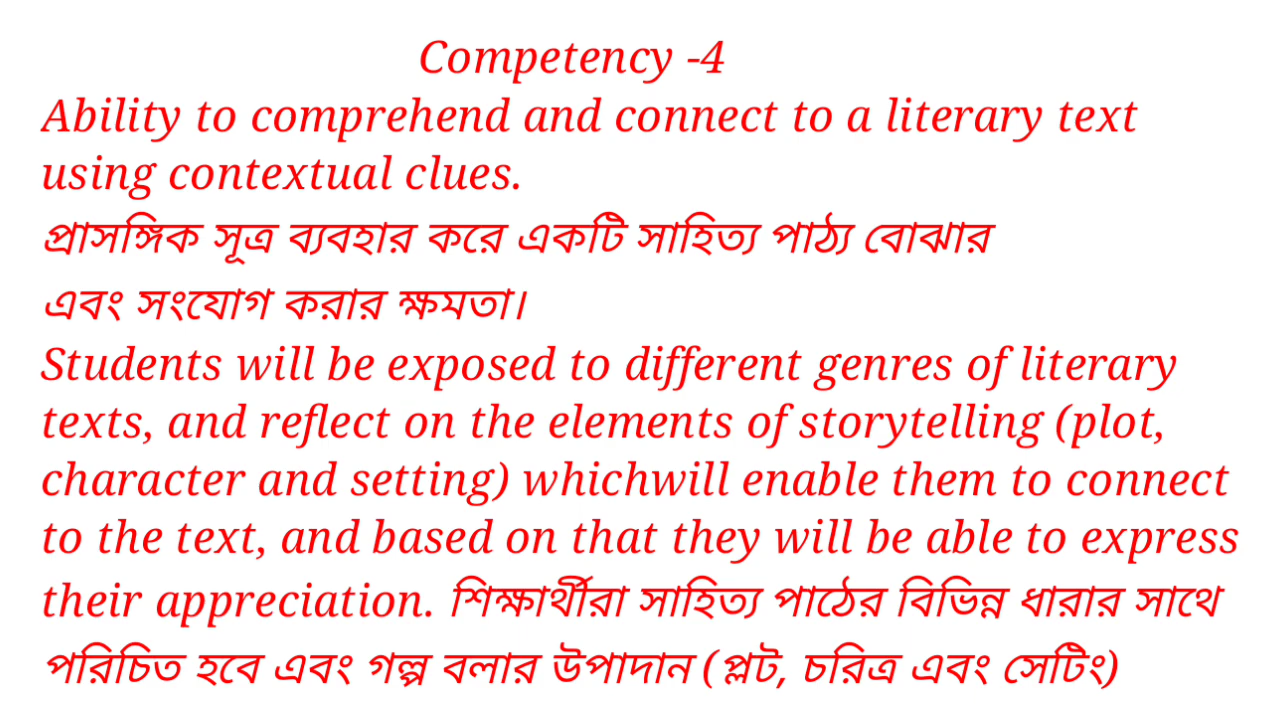 Competency -4
Ability to comprehend and connect to a literary text
using contextual clues.
প্রাসঙ্গিক সূত্র ব্যবহার করে একটি সাহিত্য পাঠ্য বোঝার
এবং সংযোগ করার ক্ষমতা।
Students will be exposed to different genres of literary
texts, and reflect on the elements of storytelling (plot,
character and setting) whichwill enable them to connect
to the text, and based on that they will be able to express
their appreciation. শিক্ষার্থীরা সাহিত্য পাঠের বিভিন্ন ধারার সাথে
পরিচিত হবে এবং গল্প বলার উপাদান (প্লট, চরিত্র এবং সেটিং)